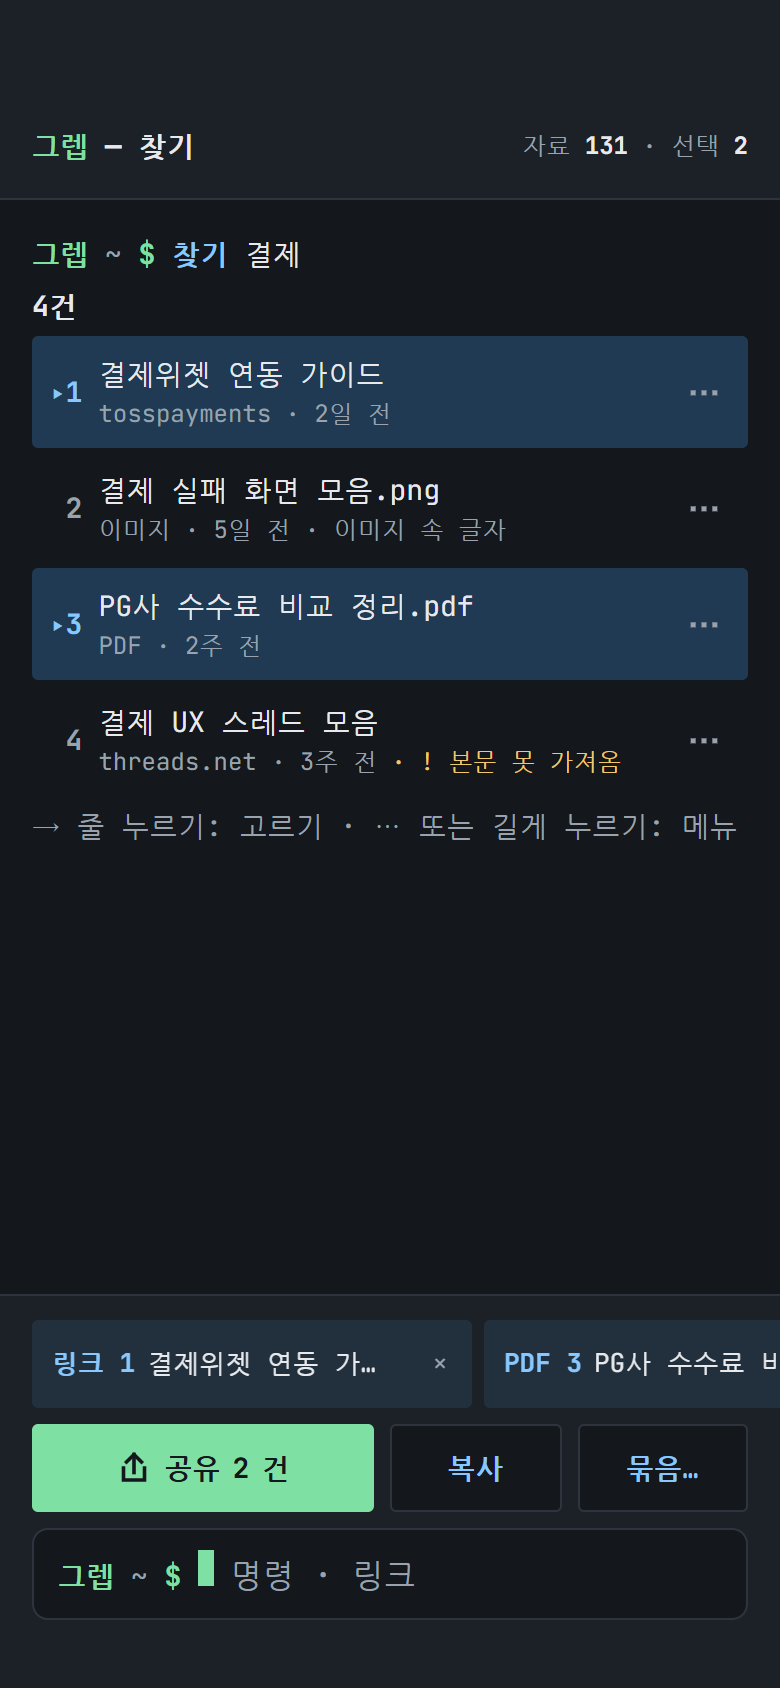 그렙 — 찾기
자료 131 · 선택 2
그렙 ~ $ 찾기 결제
4건
▸1 결제위젯 연동 가이드 …
tosspayments · 2일 전
2 결제 실패 화면 모음.png …
이미지 · 5일 전 · 이미지 속 글자
▸3 PG사 수수료 비교 정리.pdf …
PDF · 2주 전
4 결제 UX 스레드 모음 …
threads.net · 3주 전 · ! 본문 못 가져옴
→ 줄 누르기: 고르기 · … 또는 길게 누르기: 메뉴
링크 1 결제위젯 연동 가… ×
PDF 3 PG사 수수료
공유 2 건
복사
묶음…
그렙 ~ $ 명령 · 링크